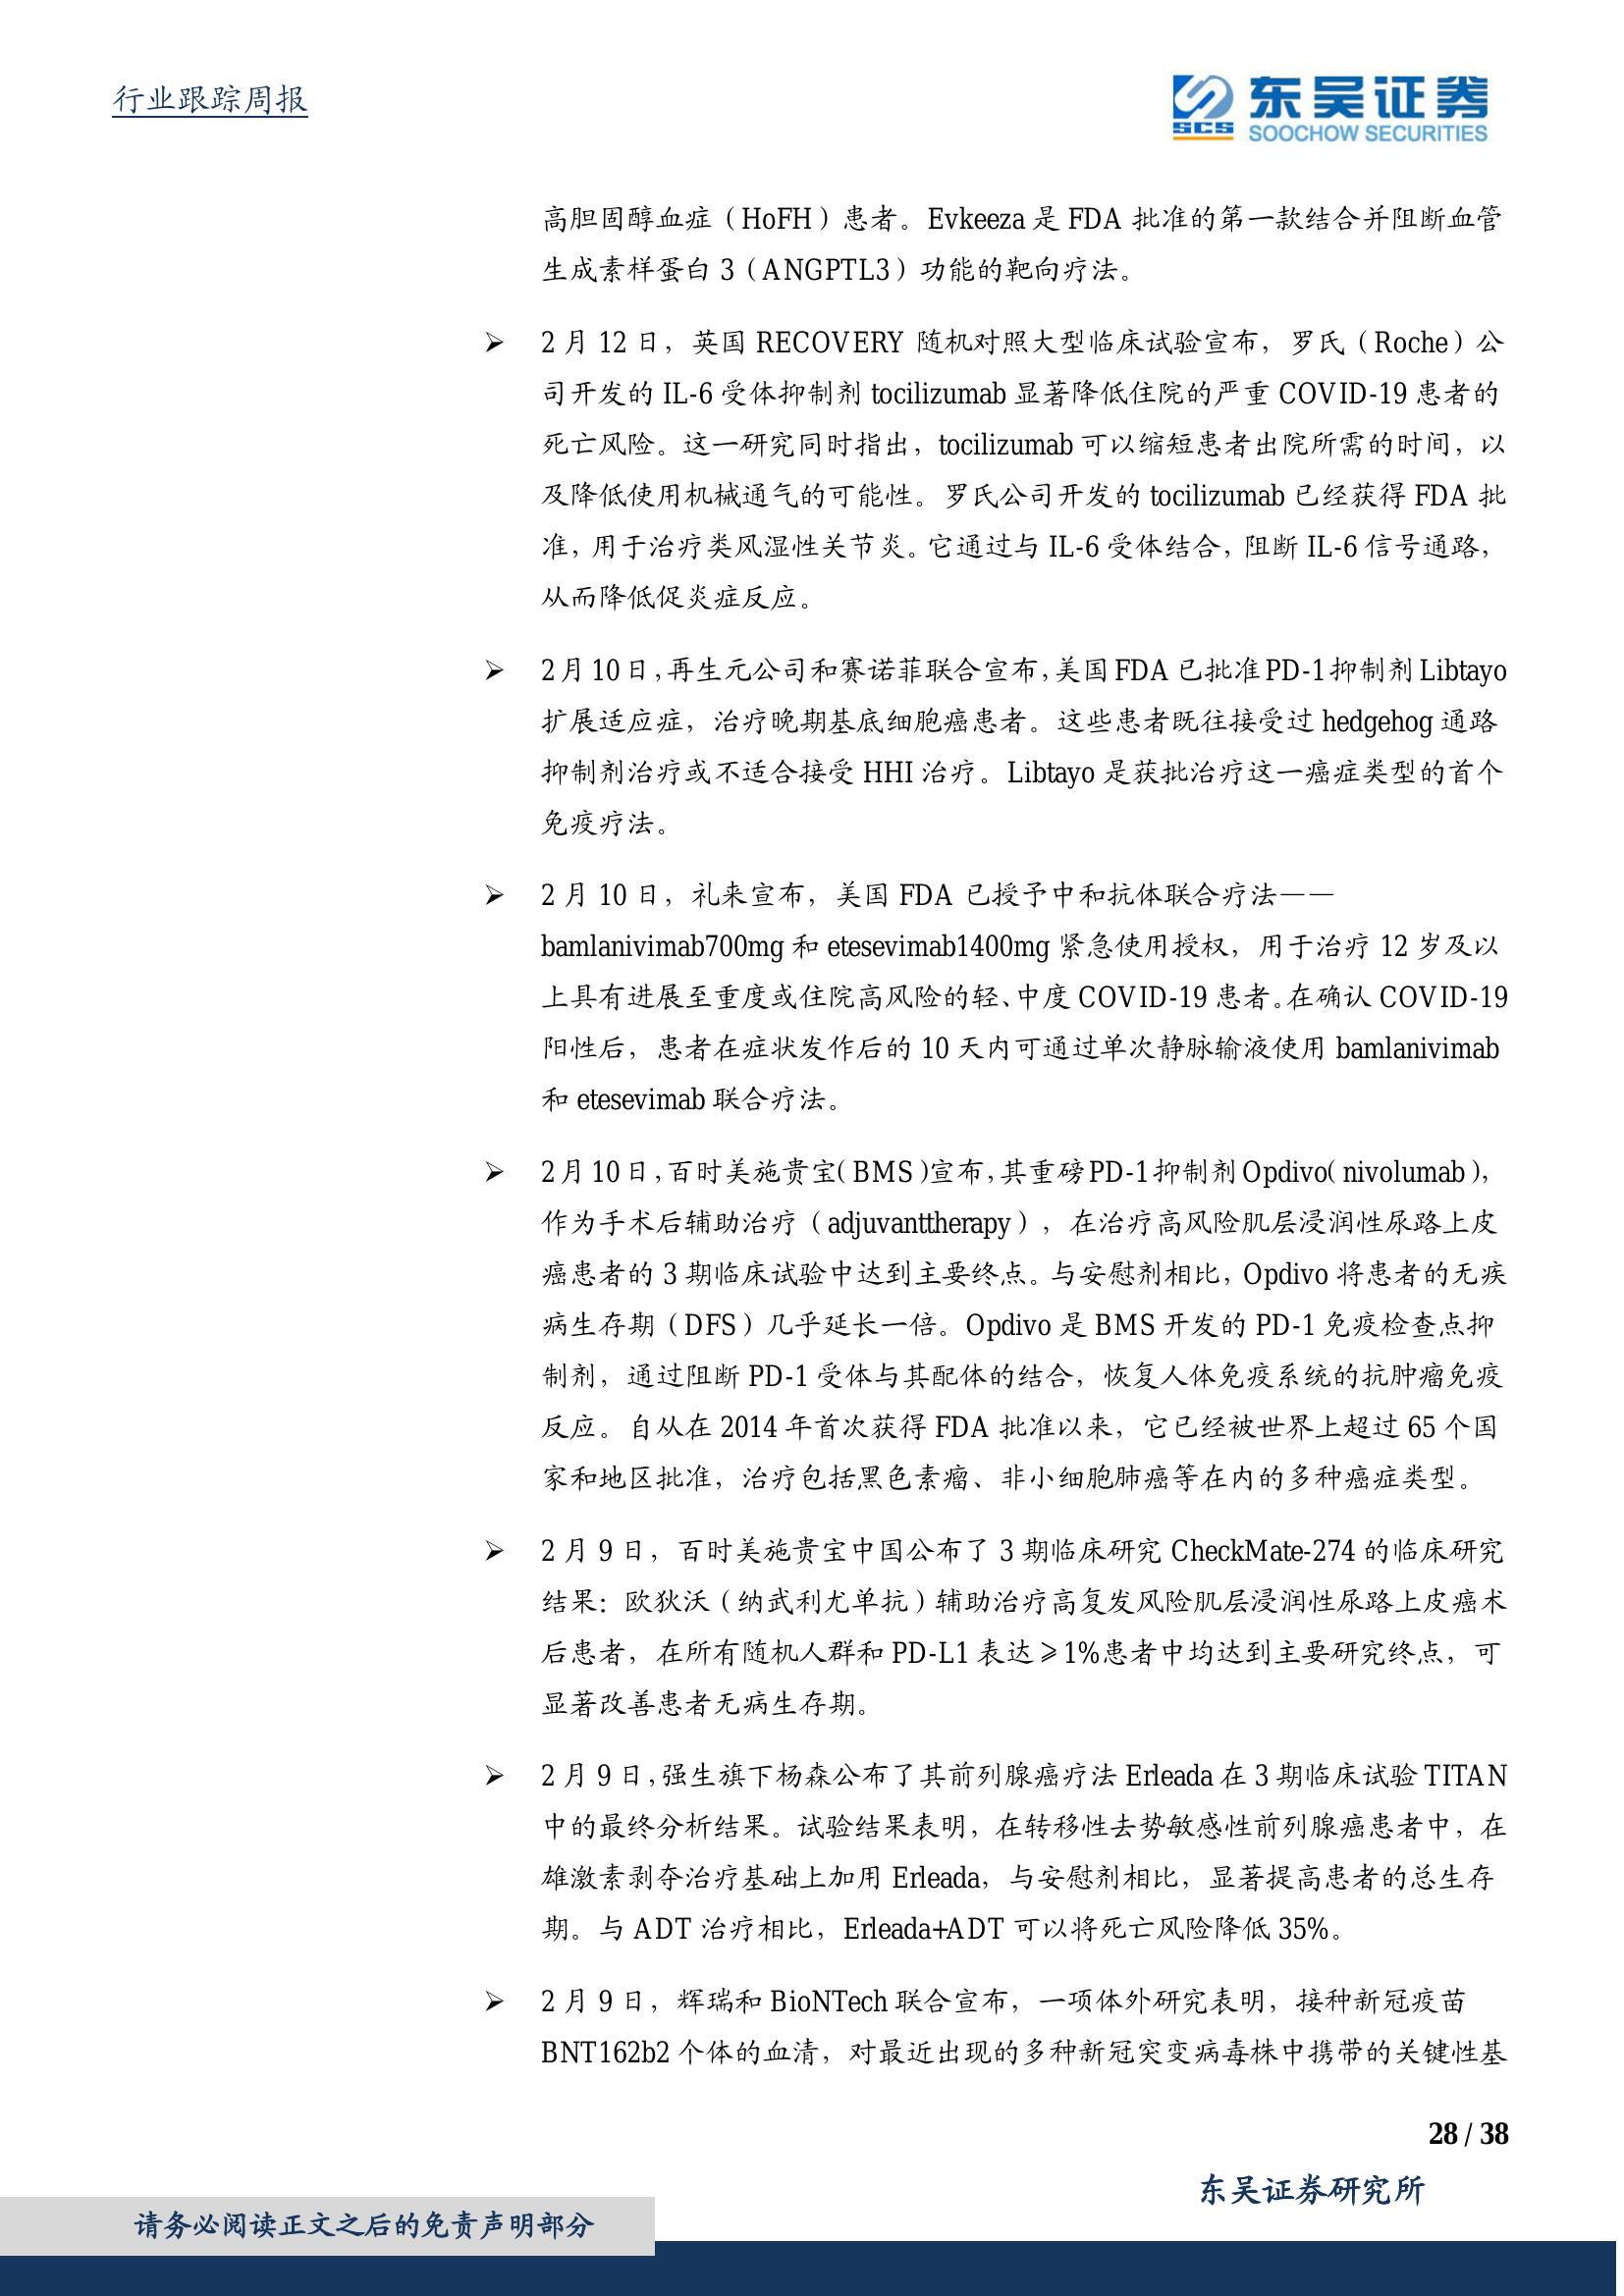 行业跟踪周报
SCS
东吴证券
SOOCHOW SECURITIES
高胆固醇血症（HoFH）患者。Evkeeza 是 FDA 批准的第一款结合并阻断血管
生成素样蛋白 3（ANGPTL3）功能的靶向疗法。
➢ 2 月 12 日，英国 RECOVERY 随机对照大型临床试验宣布，罗氏（Roche）公
司开发的 IL-6 受体抑制剂 tocilizumab 显著降低住院的严重 COVID-19 患者的
死亡风险。这一研究同时指出，tocilizumab 可以缩短患者出院所需的时间，以
及降低使用机械通气的可能性。罗氏公司开发的 tocilizumab 已经获得 FDA 批
准，用于治疗类风湿性关节炎。它通过与 IL-6 受体结合，阻断 IL-6 信号通路，
从而降低促炎症反应。
➢ 2 月 10 日，再生元公司和赛诺菲联合宣布，美国 FDA 已批准 PD-1 抑制剂 Libtayo
扩展适应症，治疗晚期基底细胞癌患者。这些患者既往接受过 hedgehog 通路
抑制剂治疗或不适合接受 HHI 治疗。Libtayo 是获批治疗这一癌症类型的首个
免疫疗法。
➢ 2 月 10 日，礼来宣布，美国 FDA 已授予中和抗体联合疗法——
bamlanivimab700mg 和 etesevimab1400mg 紧急使用授权，用于治疗 12 岁及以
上具有进展至重度或住院高风险的轻、中度 COVID-19 患者。在确认 COVID-19
阳性后，患者在症状发作后的 10 天内可通过单次静脉输液使用 bamlanivimab
和 etesevimab 联合疗法。
➢ 2 月 10 日，百时美施贵宝（BMS）宣布，其重磅 PD-1 抑制剂 Opdivo（nivolumab），
作为手术后辅助治疗（adjuvanttherapy），在治疗高风险肌层浸润性尿路上皮
癌患者的 3 期临床试验中达到主要终点。与安慰剂相比，Opdivo 将患者的无疾
病生存期（DFS）几乎延长一倍。Opdivo 是 BMS 开发的 PD-1 免疫检查点抑
制剂，通过阻断 PD-1 受体与其配体的结合，恢复人体免疫系统的抗肿瘤免疫
反应。自从在 2014 年首次获得 FDA 批准以来，它已经被世界上超过 65 个国
家和地区批准，治疗包括黑色素瘤、非小细胞肺癌等在内的多种癌症类型。
➢ 2 月 9 日，百时美施贵宝中国公布了 3 期临床研究 CheckMate-274 的临床研究
结果：欧狄沃（纳武利尤单抗）辅助治疗高复发风险肌层浸润性尿路上皮癌术
后患者，在所有随机人群和 PD-L1 表达⩾1%患者中均达到主要研究终点，可
显著改善患者无病生存期。
➢ 2 月 9 日，强生旗下杨森公布了其前列腺癌疗法 Erleada 在 3 期临床试验 TITAN
中的最终分析结果。试验结果表明，在转移性去势敏感性前列腺癌患者中，在
雄激素剥夺治疗基础上加用 Erleada，与安慰剂相比，显著提高患者的总生存
期。与 ADT 治疗相比，Erleada+ADT 可以将死亡风险降低 35%。
➢ 2 月 9 日，辉瑞和 BioNTech 联合宣布，一项体外研究表明，接种新冠疫苗
BNT162b2 个体的血清，对最近出现的多种新冠突变病毒株中携带的关键性基
28 / 38
东吴证券研究所
请务必阅读正文之后的免责声明部分